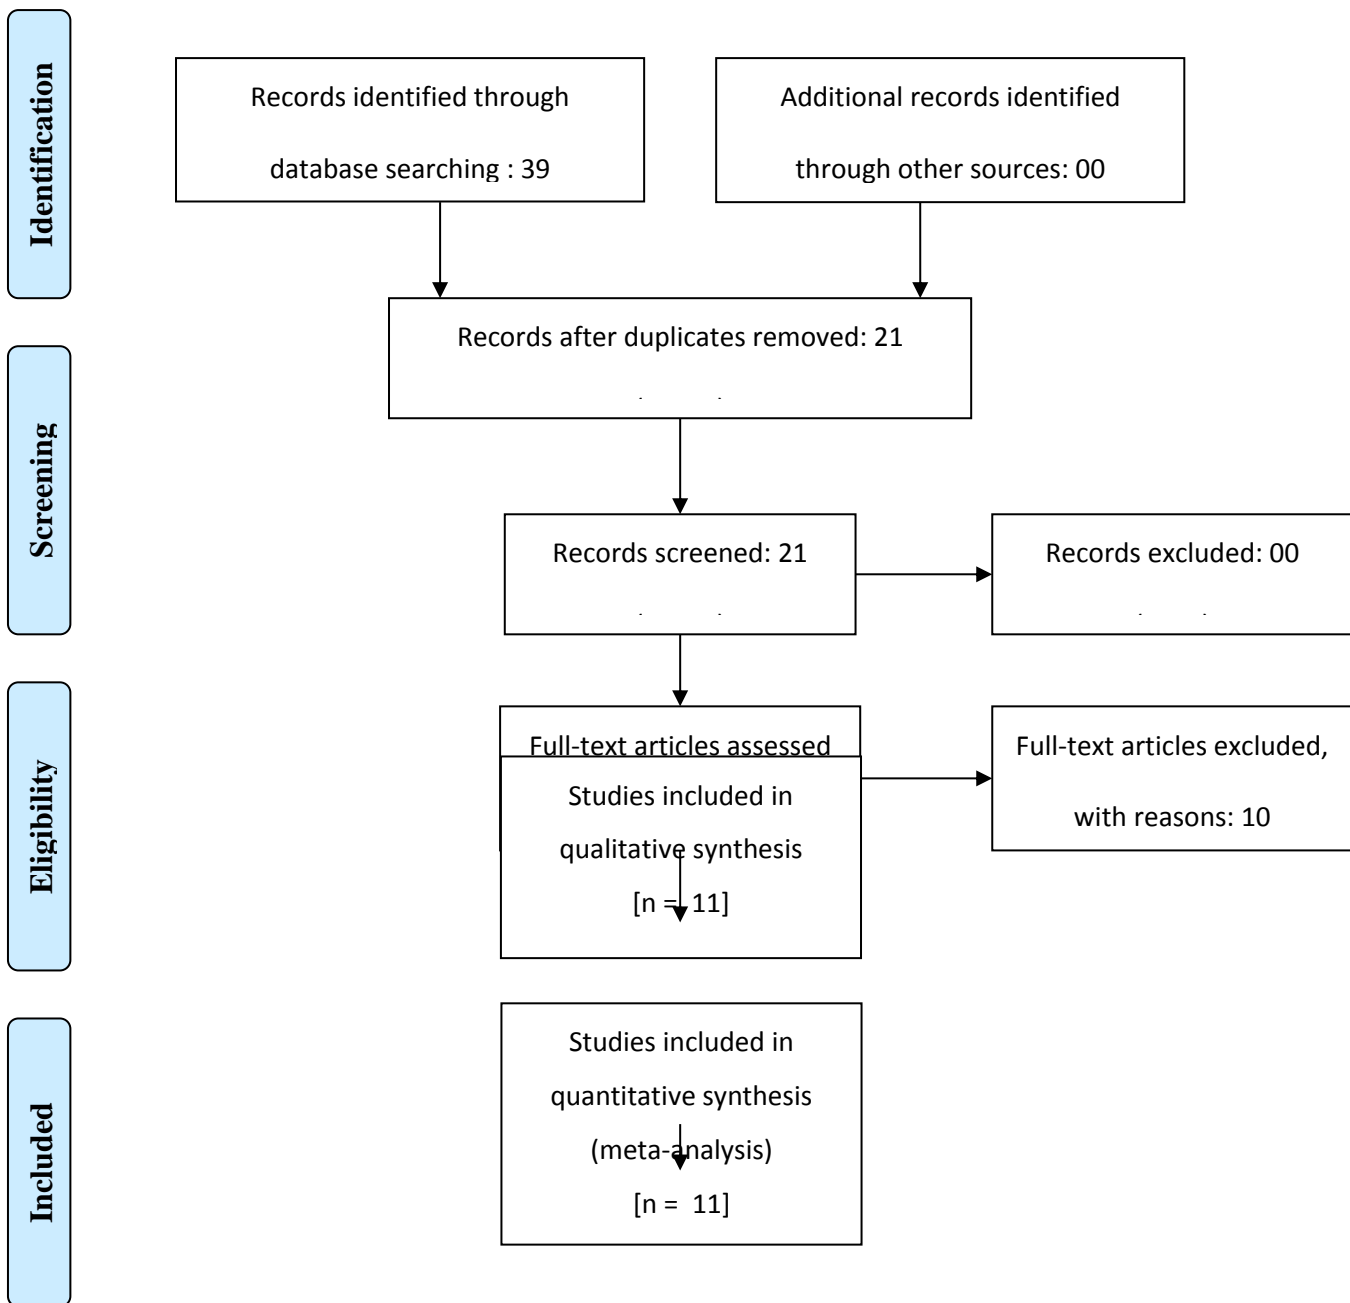 Identification
Records identified through
database searching : 39
Additional records identified
through other sources: 00
Records after duplicates removed: 21
Screening
Records screened: 21
Records excluded: 00
Eligibility
Full-text articles assessed
Full-text articles excluded,
with reasons: 10
Studies included in
qualitative synthesis
[n = 11]
Included
Studies included in
quantitative synthesis
(meta-analysis)
[n = 11]